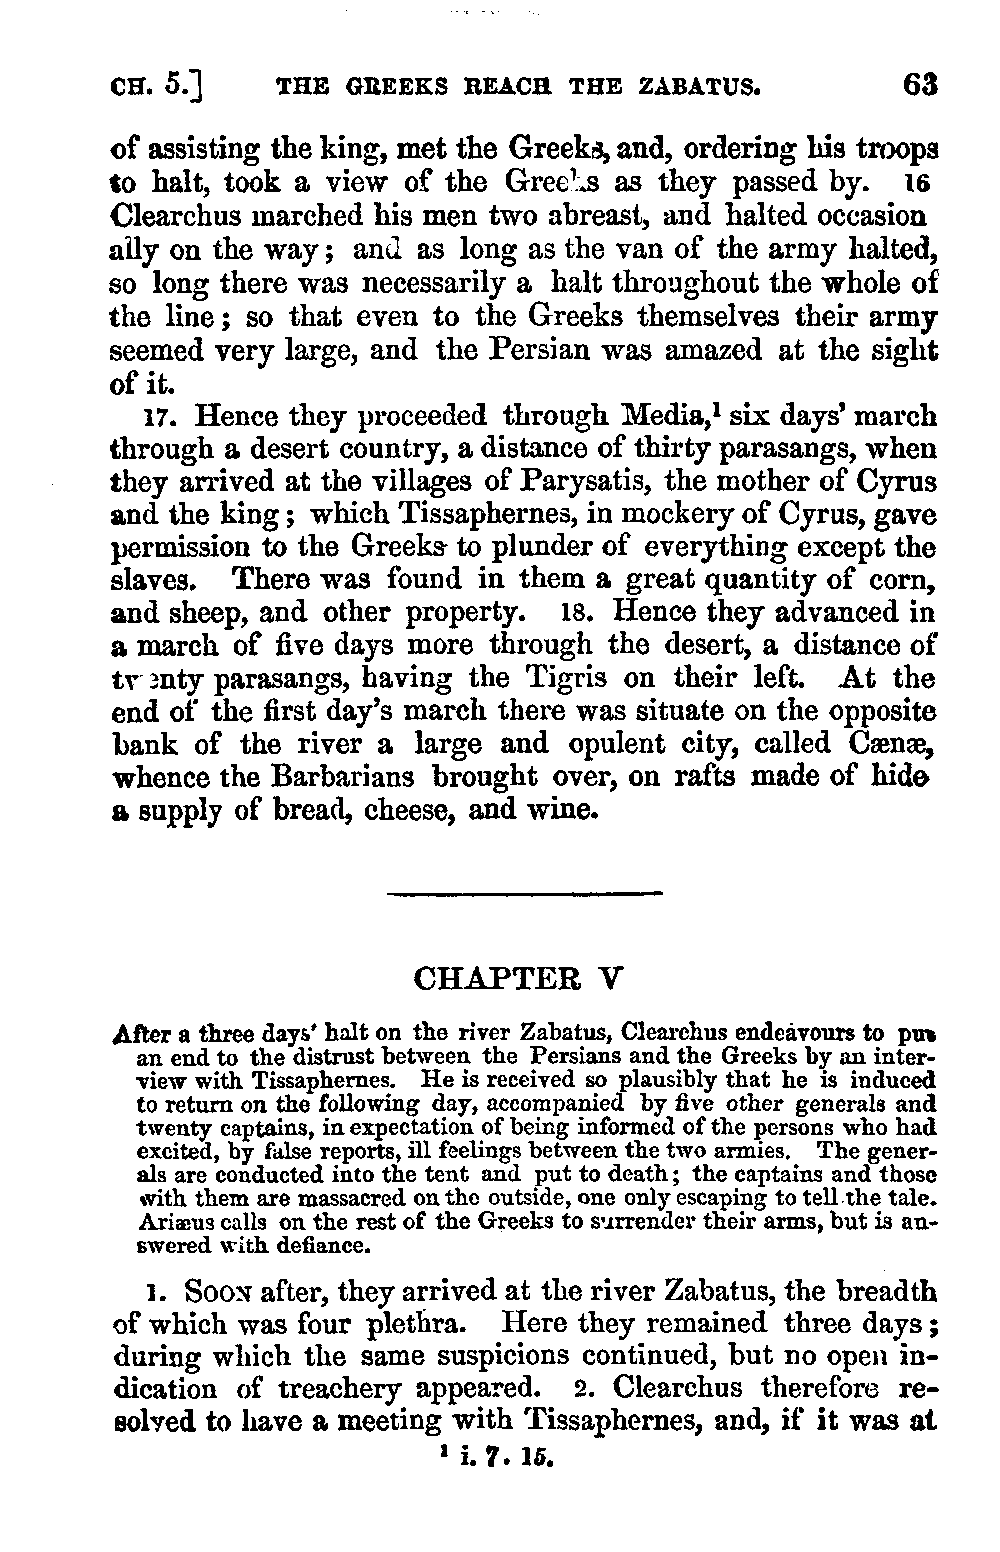 CH. 5.] THE GREEKS REACH THE ZABATUS. 63
of assisting the king, met the Greeks, and, ordering his troops
to halt, took a view of the Greeks as they passed by. 16
Clearchus marched his men two abreast, and halted occasion
ally on the way; and as long as the van of the army halted,
so long there was necessarily a halt throughout the whole of
the line; so that even to the Greeks themselves their army
seemed very large, and the Persian was amazed at the sight
of it.
17. Hence they proceeded through Media,¹ six days' march
through a desert country, a distance of thirty parasangs, when
they arrived at the villages of Parysatis, the mother of Cyrus
and the king; which Tissaphernes, in mockery of Cyrus, gave
permission to the Greeks to plunder of everything except the
slaves. There was found in them a great quantity of corn,
and sheep, and other property. 18. Hence they advanced in
a march of five days more through the desert, a distance of
twenty parasangs, having the Tigris on their left. At the
end of the first day's march there was situate on the opposite
bank of the river a large and opulent city, called Cænæ,
whence the Barbarians brought over, on rafts made of hide
a supply of bread, cheese, and wine.
CHAPTER V
After a three days' halt on the river Zabatus, Clearchus endeavours to put
an end to the distrust between the Persians and the Greeks by an inter-
view with Tissaphernes. He is received so plausibly that he is induced
to return on the following day, accompanied by five other generals and
twenty captains, in expectation of being informed of the persons who had
excited, by false reports, ill feelings between the two armies. The gener-
als are conducted into the tent and put to death; the captains and those
with them are massacred on the outside, one only escaping to tell the tale.
Ariæus calls on the rest of the Greeks to surrender their arms, but is an-
swered with defiance.
1. SOON after, they arrived at the river Zabatus, the breadth
of which was four plethra. Here they remained three days;
during which the same suspicions continued, but no open in-
dication of treachery appeared. 2. Clearchus therefore re-
solved to have a meeting with Tissaphernes, and, if it was at
¹ i. 7. 15.